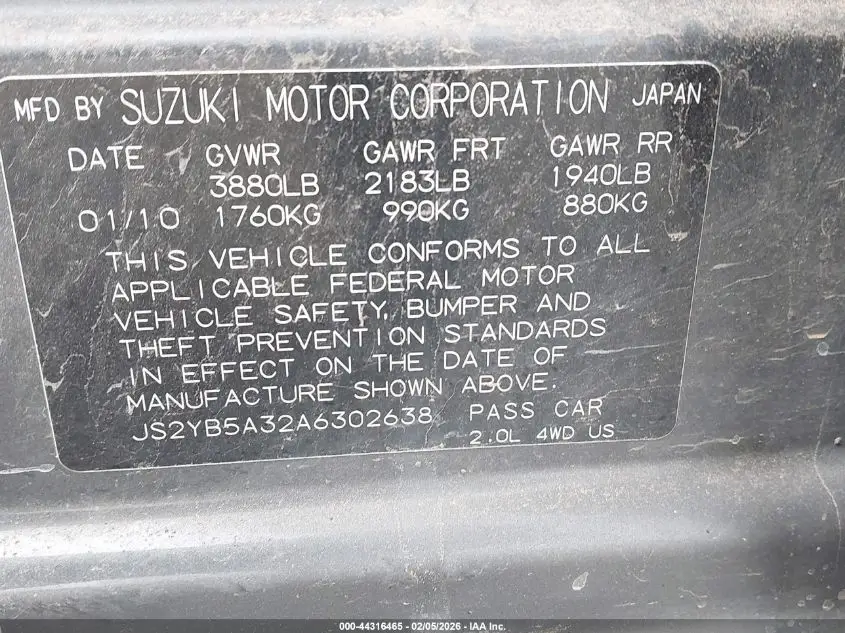 MFD BY SUZUKI MOTOR CORPORATION JAPAN
DATE GVWR GAWR FRT GAWR RR
3880LB 2183LB 1940LB
01/10 1760KG 990KG 880KG
THIS VEHICLE CONFORMS TO ALL
APPLICABLE FEDERAL MOTOR
VEHICLE SAFETY, BUMPER AND
THEFT PREVENTION STANDARDS
IN EFFECT ON THE DATE OF
MANUFACTURE SHOWN ABOVE.
JS2YB5A32A6302638 PASS CAR
2.0L 4WD US
000-44316465 - 02/05/2026 - IAA Inc.